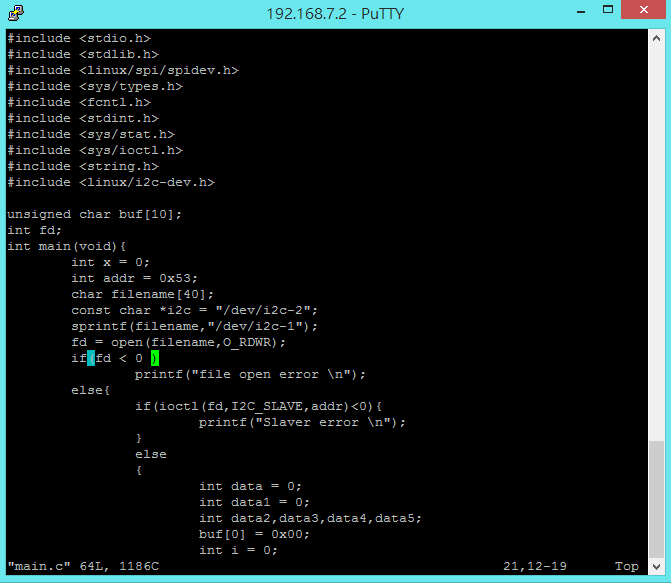 192.168.7.2 - PuTTY
#include <stdio.h>
#include <stdlib.h>
#include <linux/spi/spidev.h>
#include <sys/types.h>
#include <fcntl.h>
#include <stdint.h>
#include <sys/stat.h>
#include <sys/ioctl.h>
#include <string.h>
#include <linux/i2c-dev.h>

unsigned char buf[10];
int fd;
int main(void){
        int x = 0;
        int addr = 0x53;
        char filename[40];
        const char *i2c = "/dev/i2c-2";
        sprintf(filename,"/dev/i2c-1");
        fd = open(filename,O_RDWR);
        if(fd < 0 )
                printf("file open error \n");
        else{
                if(ioctl(fd,I2C_SLAVE,addr)<0){
                        printf("Slaver error \n");
                }
                else
                {
                        int data = 0;
                        int data1 = 0;
                        int data2,data3,data4,data5;
                        buf[0] = 0x00;
                        int i = 0;
"main.c" 64L, 1186C 21,12-19 Top